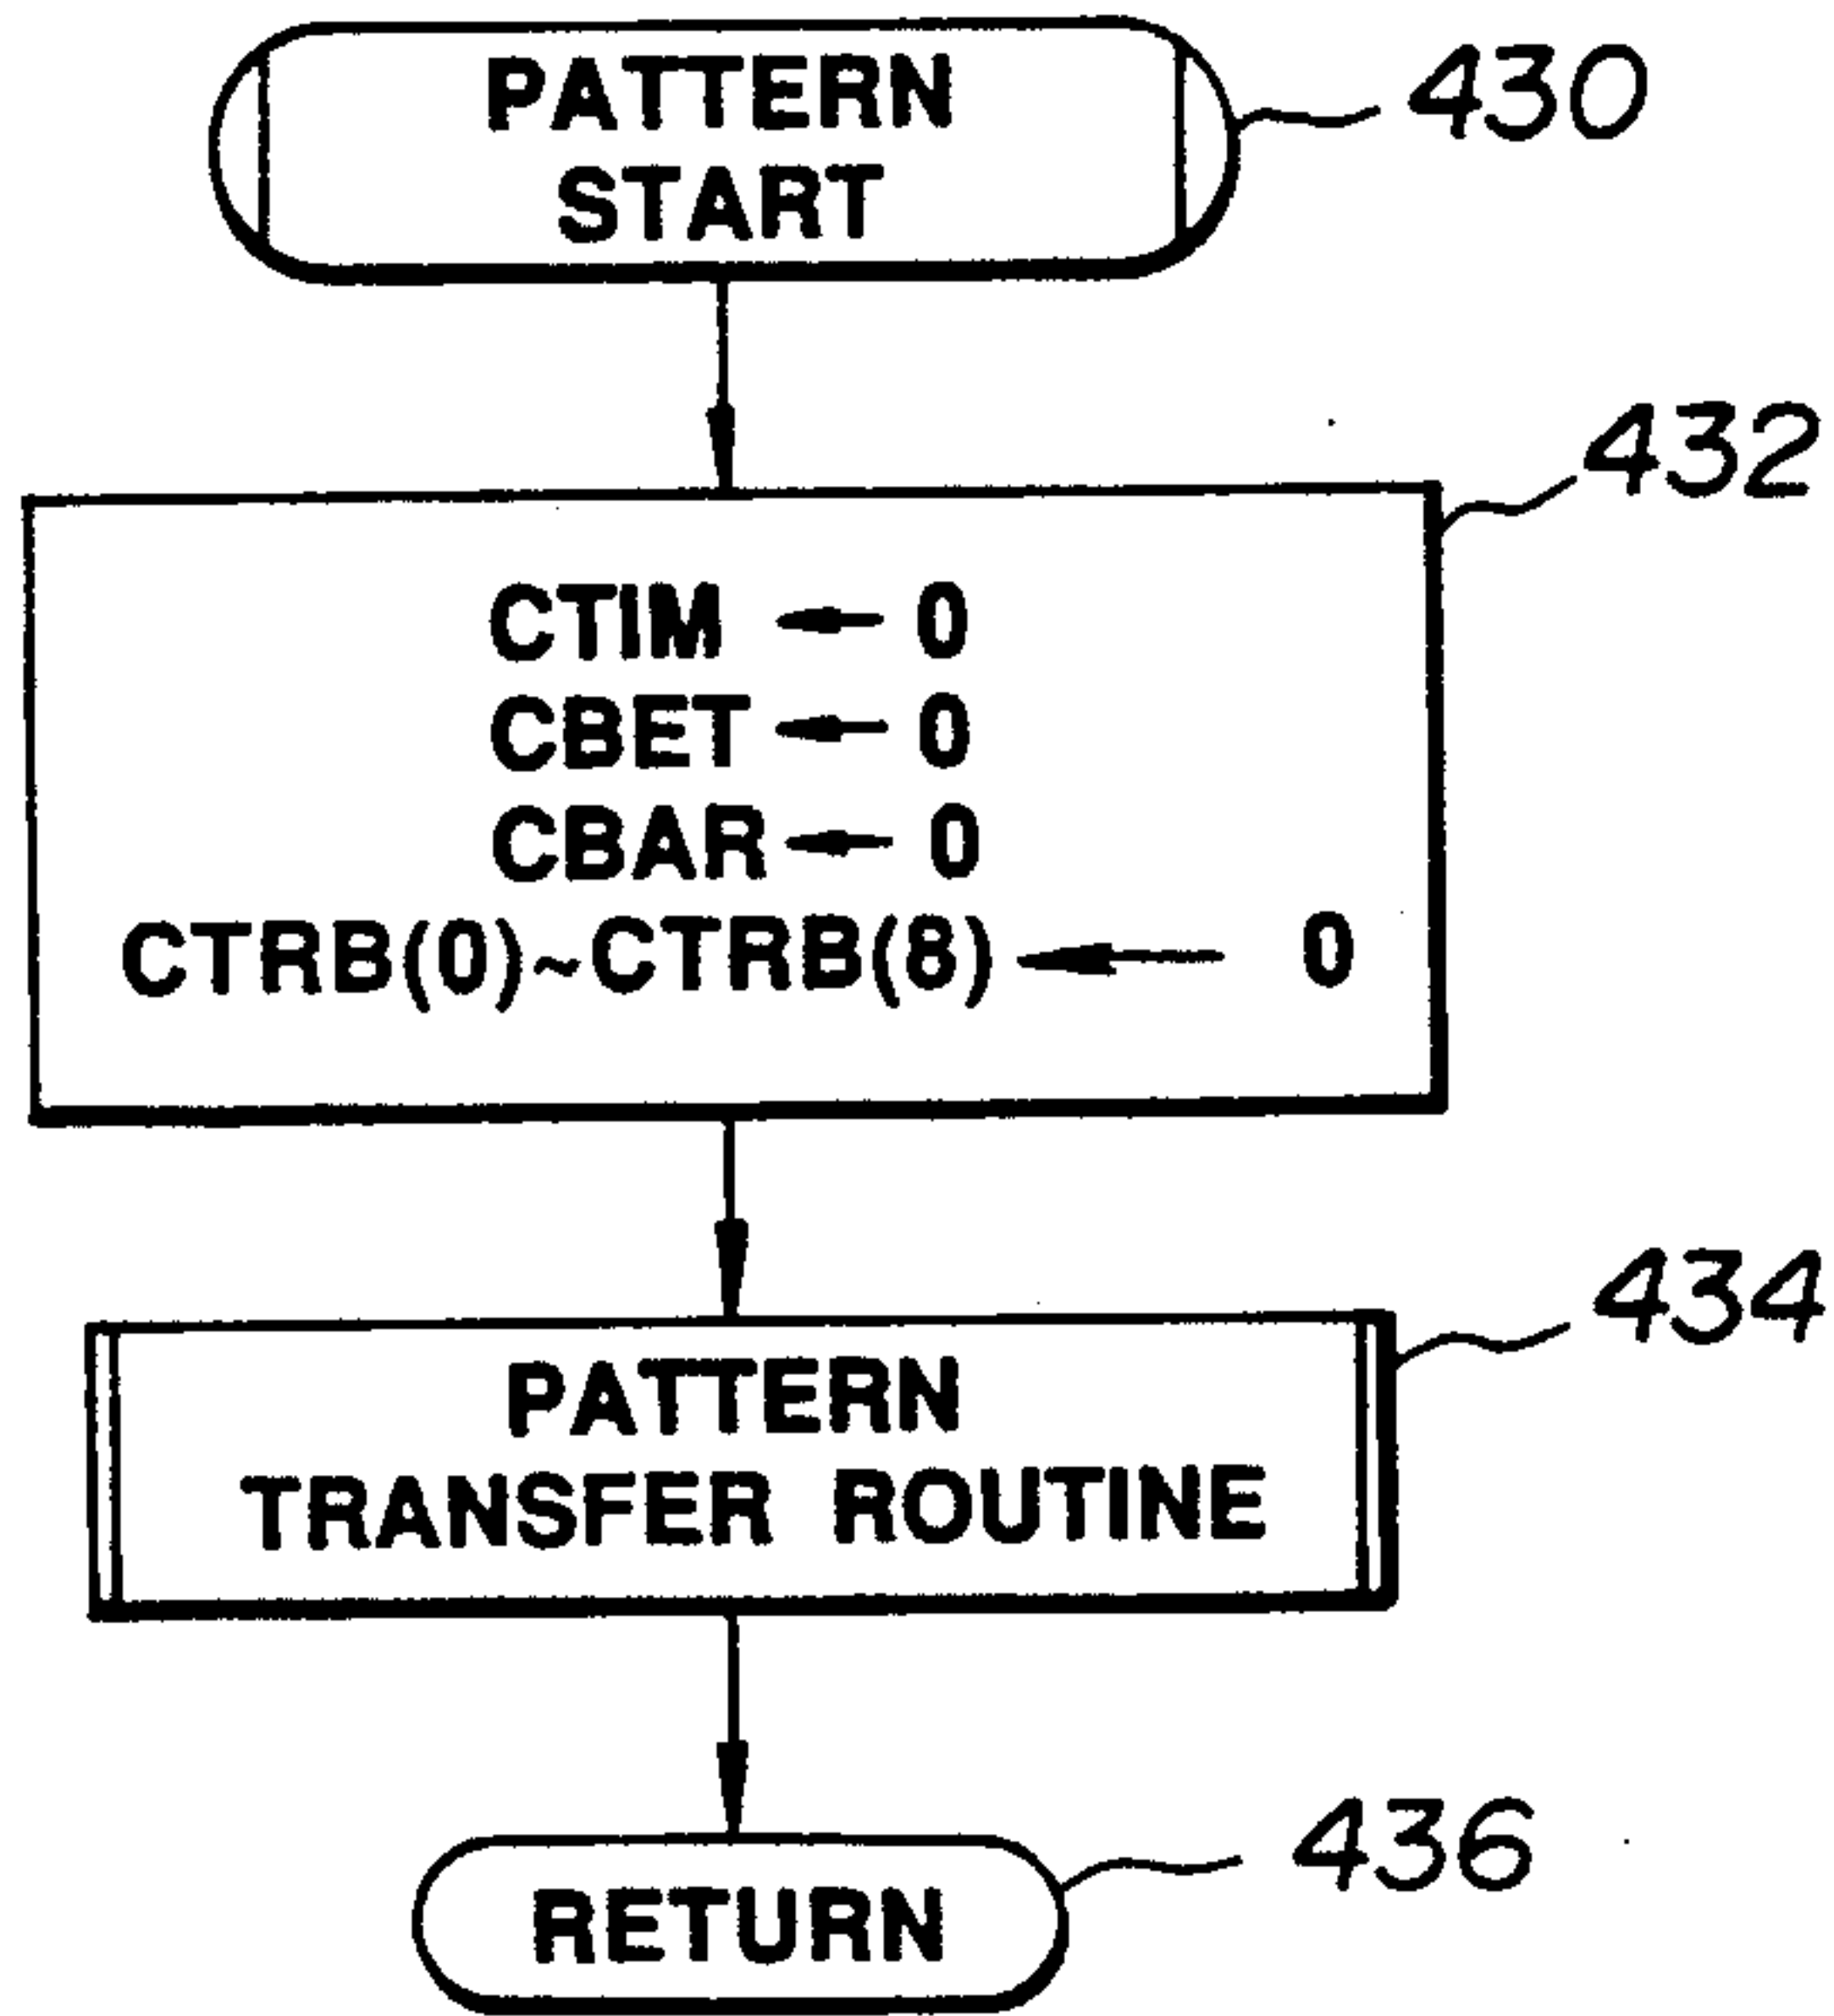 PATTERN
START
430
432
CTIM ← 0
CBET ← 0
CBAR ← 0
CTRB(0)~CTRB(8) ← 0
434
PATTERN
TRANSFER ROUTINE
436
RETURN